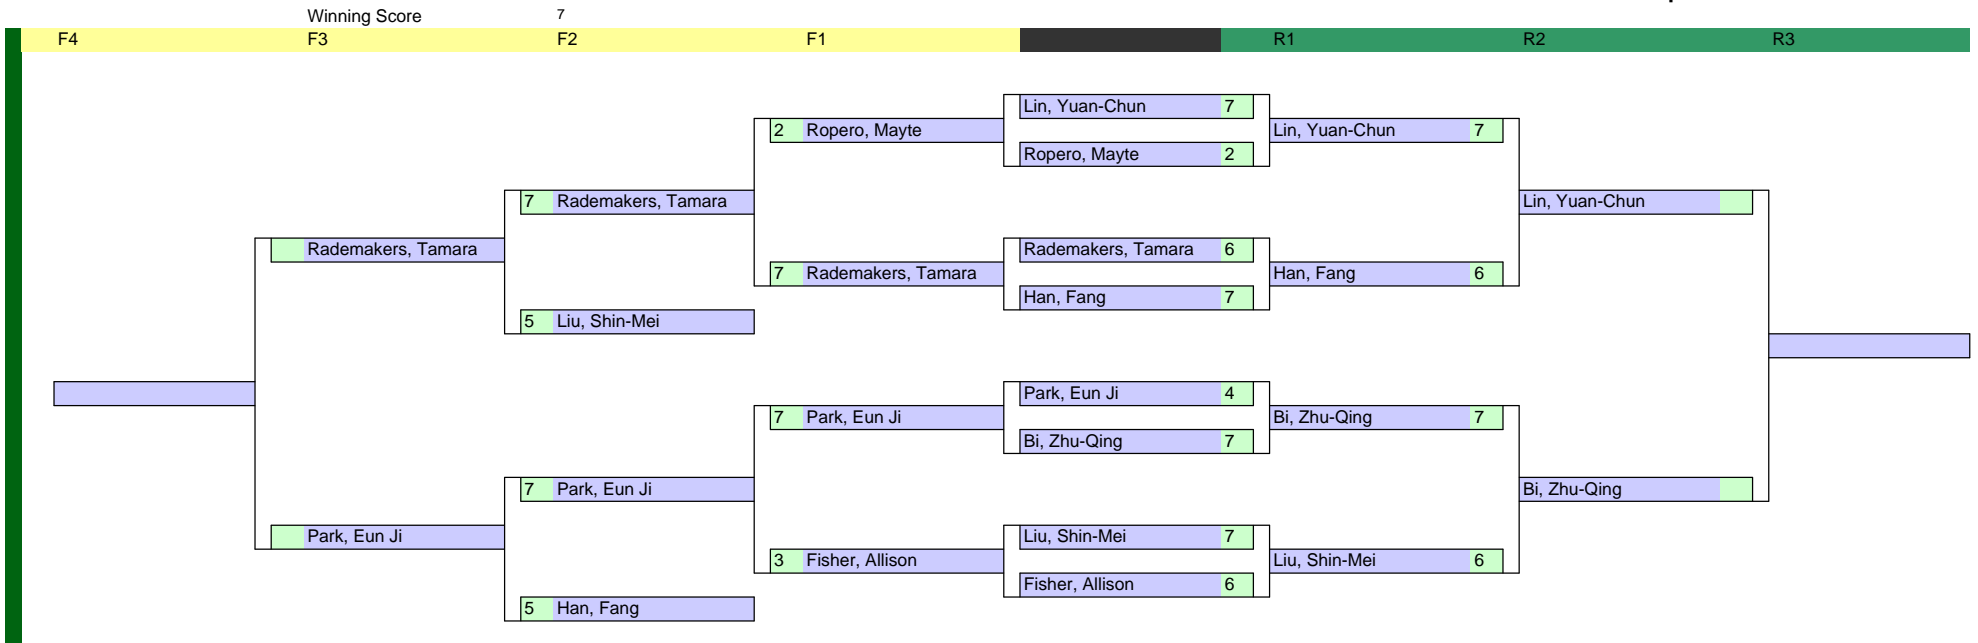 Winning Score 7
F4 F3 F2 F1 R1 R2 R3
Lin, Yuan-Chun 7
2 Ropero, Mayte Lin, Yuan-Chun 7
Ropero, Mayte 2
7 Rademakers, Tamara Lin, Yuan-Chun
Rademakers, Tamara Rademakers, Tamara 6
7 Rademakers, Tamara Han, Fang 6
Han, Fang 7
5 Liu, Shin-Mei
Park, Eun Ji 4
7 Park, Eun Ji Bi, Zhu-Qing 7
Bi, Zhu-Qing 7
7 Park, Eun Ji Bi, Zhu-Qing
Park, Eun Ji Liu, Shin-Mei 7
3 Fisher, Allison Liu, Shin-Mei 6
Fisher, Allison 6
5 Han, Fang